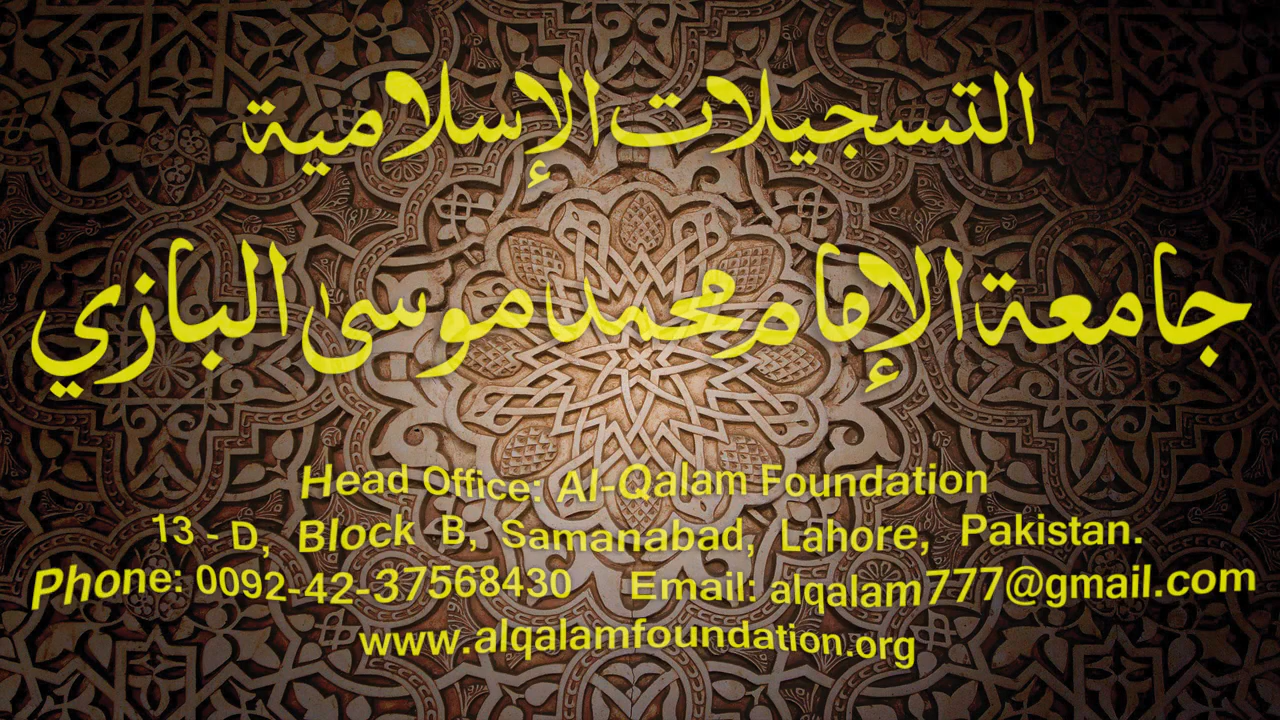 التسجيلات الإسلامية
جامعة الإمام محمد موسى البازي
Head Office: Al-Qalam Foundation
13 - D, Block B, Samanabad, Lahore, Pakistan.
Phone: 0092-42-37568430 Email: alqalam777@gmail.com
www.alqalamfoundation.org